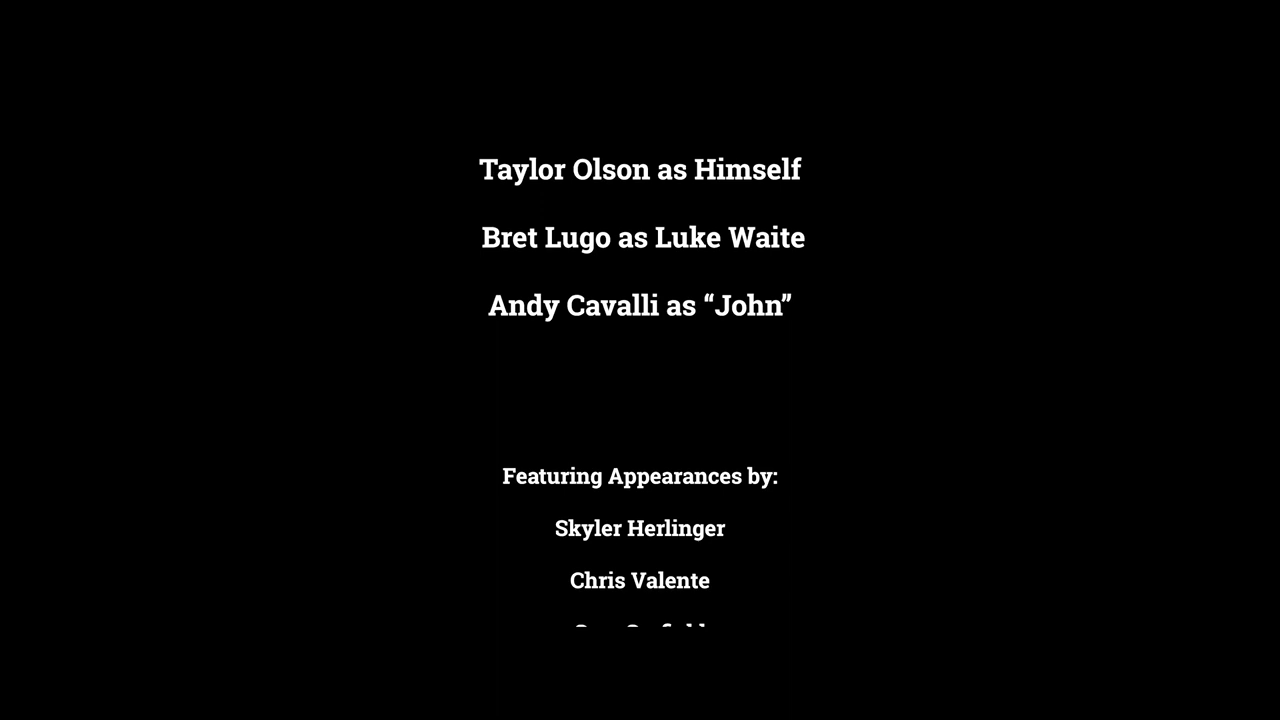 Taylor Olson as Himself
Bret Lugo as Luke Waite
Andy Cavalli as “John”
Featuring Appearances by:
Skyler Herlinger
Chris Valente